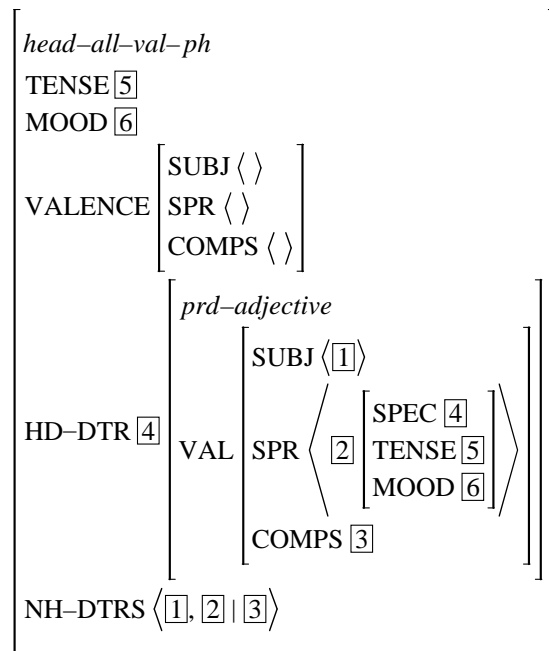 head–all–val–ph
TENSE 5
MOOD 6
SUBJ ⟨ ⟩
VALENCE SPR ⟨ ⟩
COMPS ⟨ ⟩
prd–adjective
SUBJ ⟨1⟩
SPEC 4
HD–DTR 4 VAL SPR ⟨ 2 TENSE 5 ⟩
MOOD 6
COMPS 3
NH–DTRS ⟨1, 2 | 3⟩